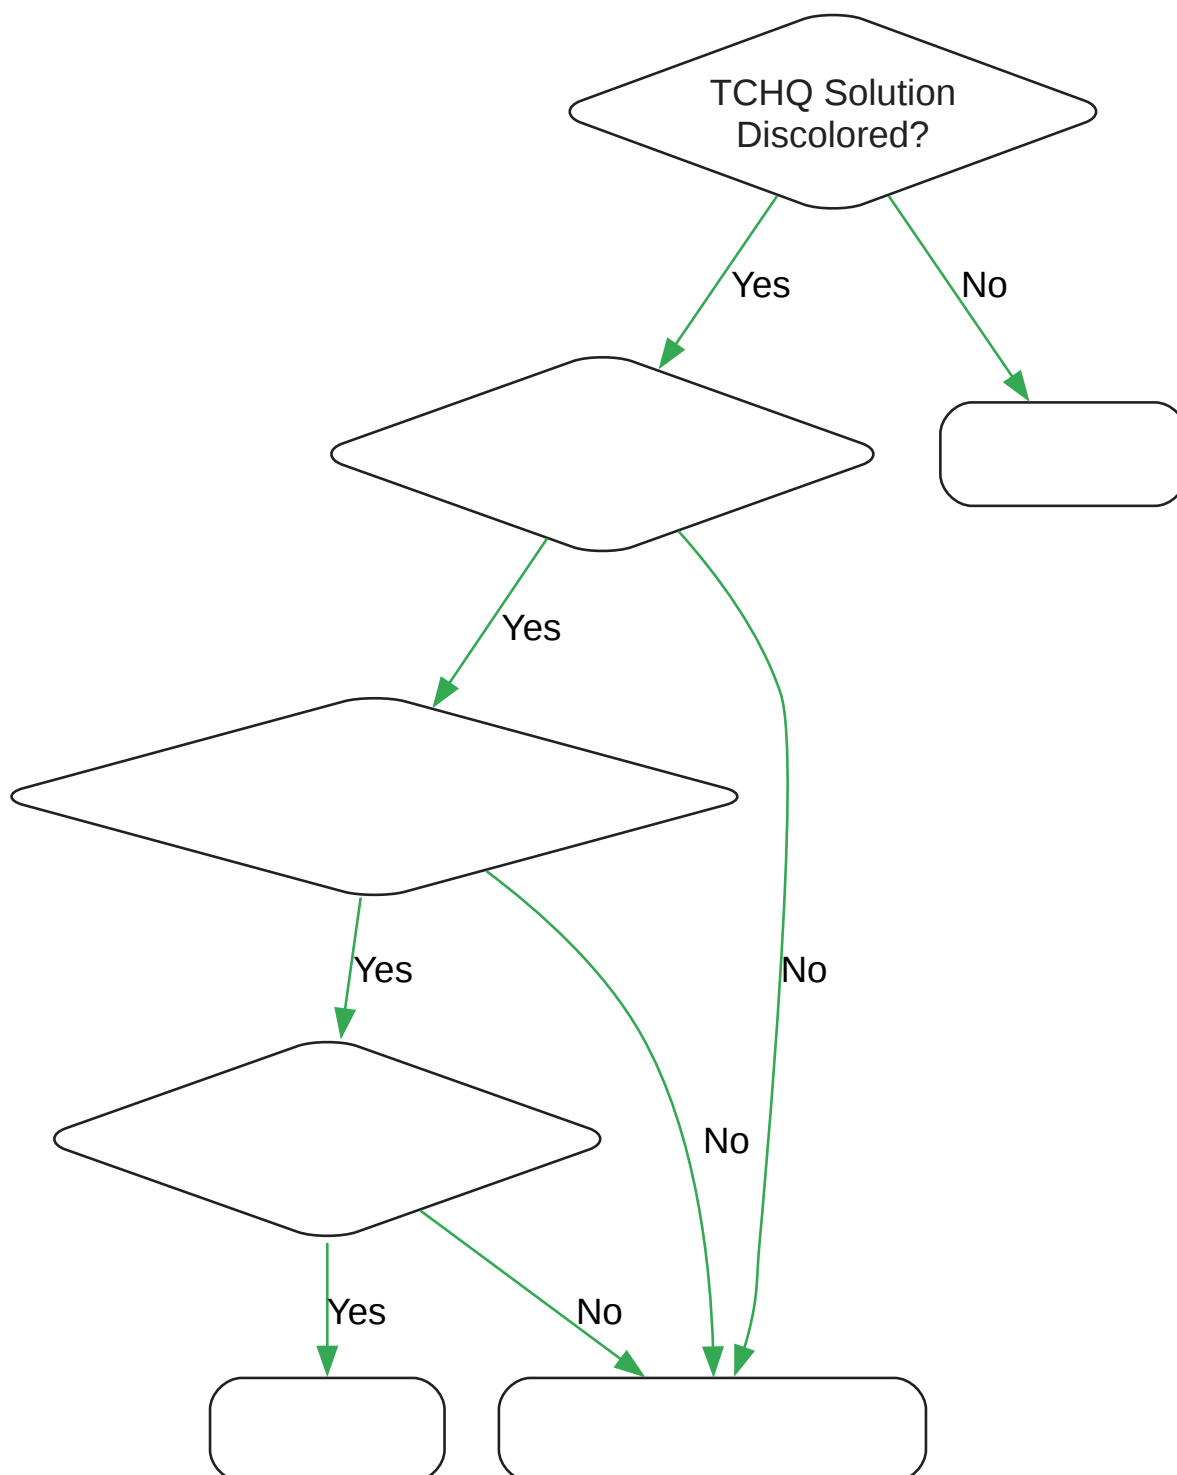 TCHQ Solution
Discolored?
Yes
No
Yes
Yes
No
No
Yes
No